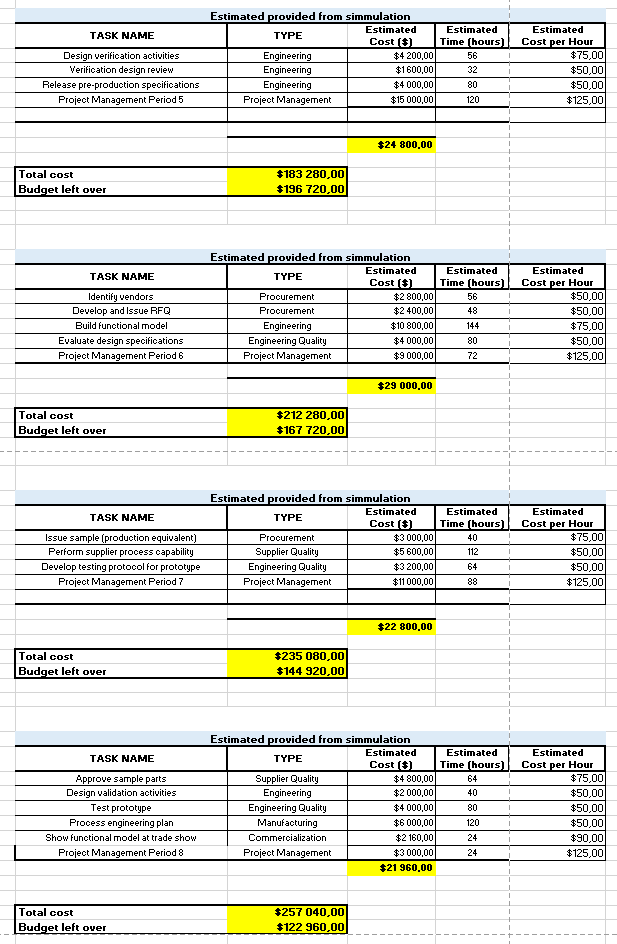 Estimated provided from simmulation
TASK NAME TYPE Estimated Cost ($) Estimated Time (hours) Estimated Cost per Hour
Design verification activities Engineering $4 200,00 56 $75,00
Verification design review Engineering $1 600,00 32 $50,00
Release pre-production specifications Engineering $4 000,00 80 $50,00
Project Management Period 5 Project Management $15 000,00 120 $125,00
$24 800,00
Total cost $183 280,00
Budget left over $196 720,00
Estimated provided from simmulation
TASK NAME TYPE Estimated Cost ($) Estimated Time (hours) Estimated Cost per Hour
Identify vendors Procurement $2 800,00 56 $50,00
Develop and Issue RFQ Procurement $2 400,00 48 $50,00
Build functional model Engineering $10 800,00 144 $75,00
Evaluate design specifications Engineering Quality $4 000,00 80 $50,00
Project Management Period 6 Project Management $9 000,00 72 $125,00
$29 000,00
Total cost $212 280,00
Budget left over $167 720,00
Estimated provided from simmulation
TASK NAME TYPE Estimated Cost ($) Estimated Time (hours) Estimated Cost per Hour
Issue sample (production equivalent) Procurement $3 000,00 40 $75,00
Perform supplier process capability Supplier Quality $5 600,00 112 $50,00
Develop testing protocol for prototype Engineering Quality $3 200,00 64 $50,00
Project Management Period 7 Project Management $11 000,00 88 $125,00
$22 800,00
Total cost $235 080,00
Budget left over $144 920,00
Estimated provided from simmulation
TASK NAME TYPE Estimated Cost ($) Estimated Time (hours) Estimated Cost per Hour
Approve sample parts Supplier Quality $4 800,00 64 $75,00
Design validation activities Engineering $2 000,00 40 $50,00
Test prototype Engineering Quality $4 000,00 80 $50,00
Process engineering plan Manufacturing $6 000,00 120 $50,00
Show functional model at trade show Commercialization $2 160,00 24 $90,00
Project Management Period 8 Project Management $3 000,00 24 $125,00
$21 960,00
Total cost $257 040,00
Budget left over $122 960,00